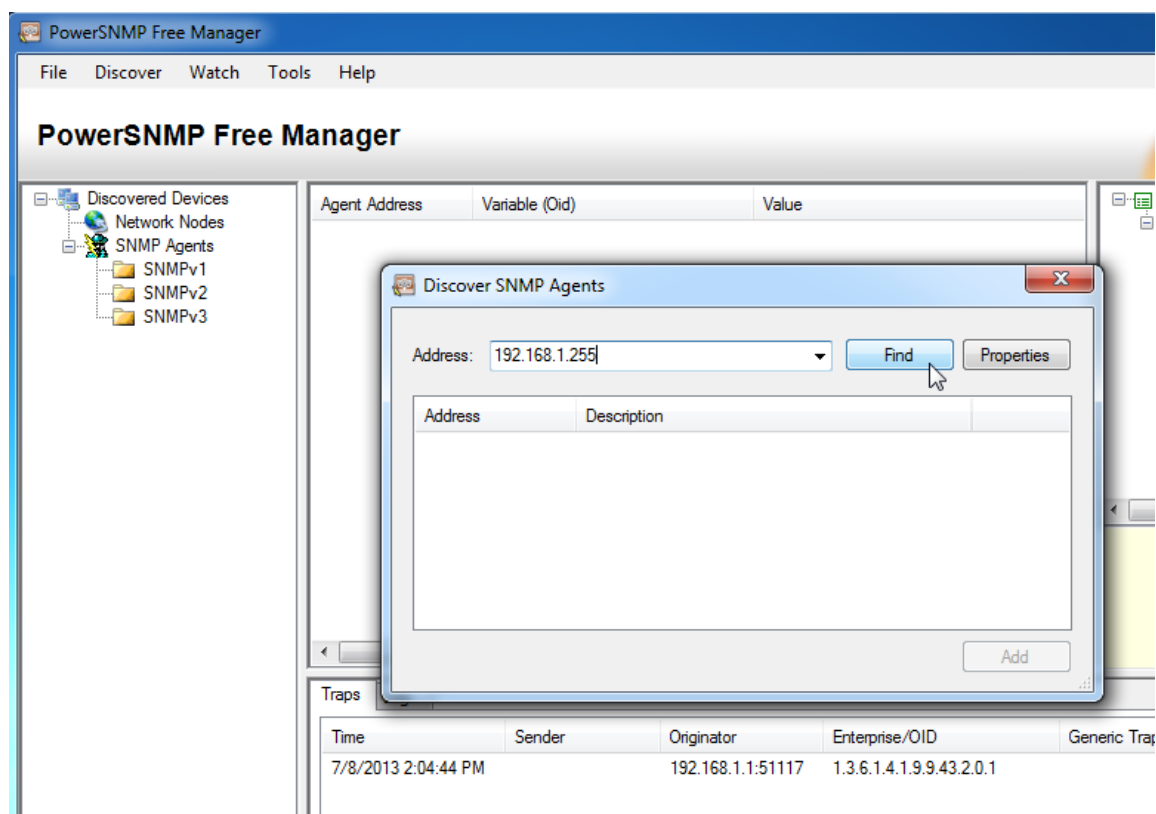 PowerSNMP Free Manager
File Discover Watch Tools Help
PowerSNMP Free Manager
Discovered Devices
Network Nodes
SNMP Agents
SNMPv1
SNMPv2
SNMPv3
Agent Address Variable (Oid) Value
Discover SNMP Agents
Address: 192.168.1.255 Find Properties
Address Description
Add
Traps
Time Sender Originator Enterprise/OID Generic Trap
7/8/2013 2:04:44 PM 192.168.1.1:51117 1.3.6.1.4.1.9.9.43.2.0.1